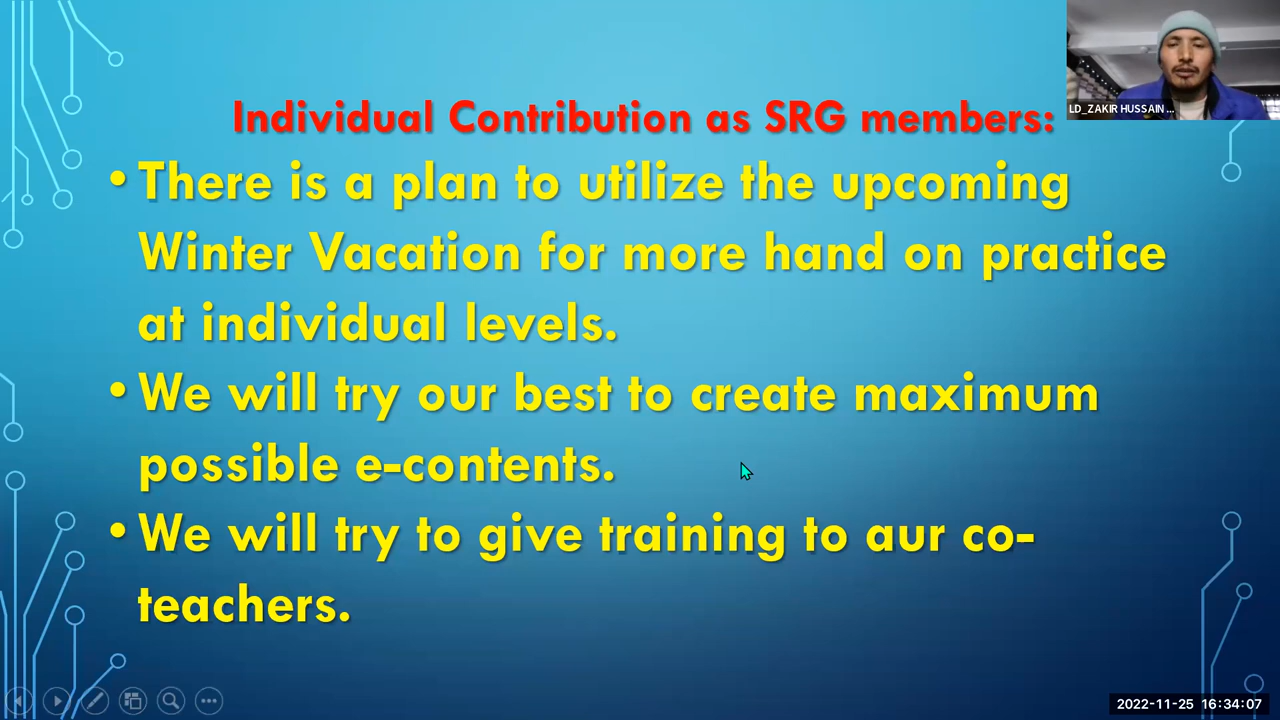 LD_ZAKIR HUSSAIN ...
Individual Contribution as SRG members:
• There is a plan to utilize the upcoming
Winter Vacation for more hand on practice
at individual levels.
• We will try our best to create maximum
possible e-contents.
• We will try to give training to aur co-
teachers.
2022-11-25 16:34:07